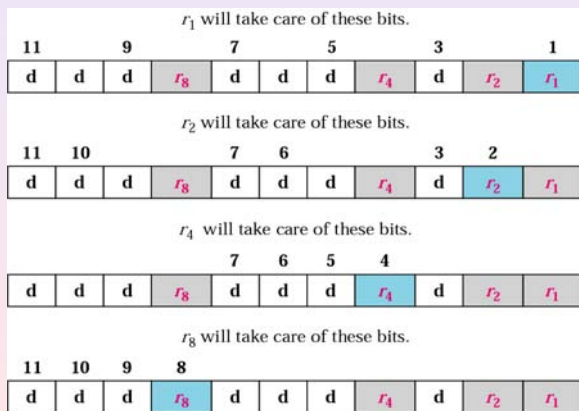 r₁ will take care of these bits.
11 9 7 5 3 1
d d d r₈ d d d r₄ d r₂ r₁
r₂ will take care of these bits.
11 10 7 6 3 2
d d d r₈ d d d r₄ d r₂ r₁
r₄ will take care of these bits.
7 6 5 4
d d d r₈ d d d r₄ d r₂ r₁
r₈ will take care of these bits.
11 10 9 8
d d d r₈ d d d r₄ d r₂ r₁